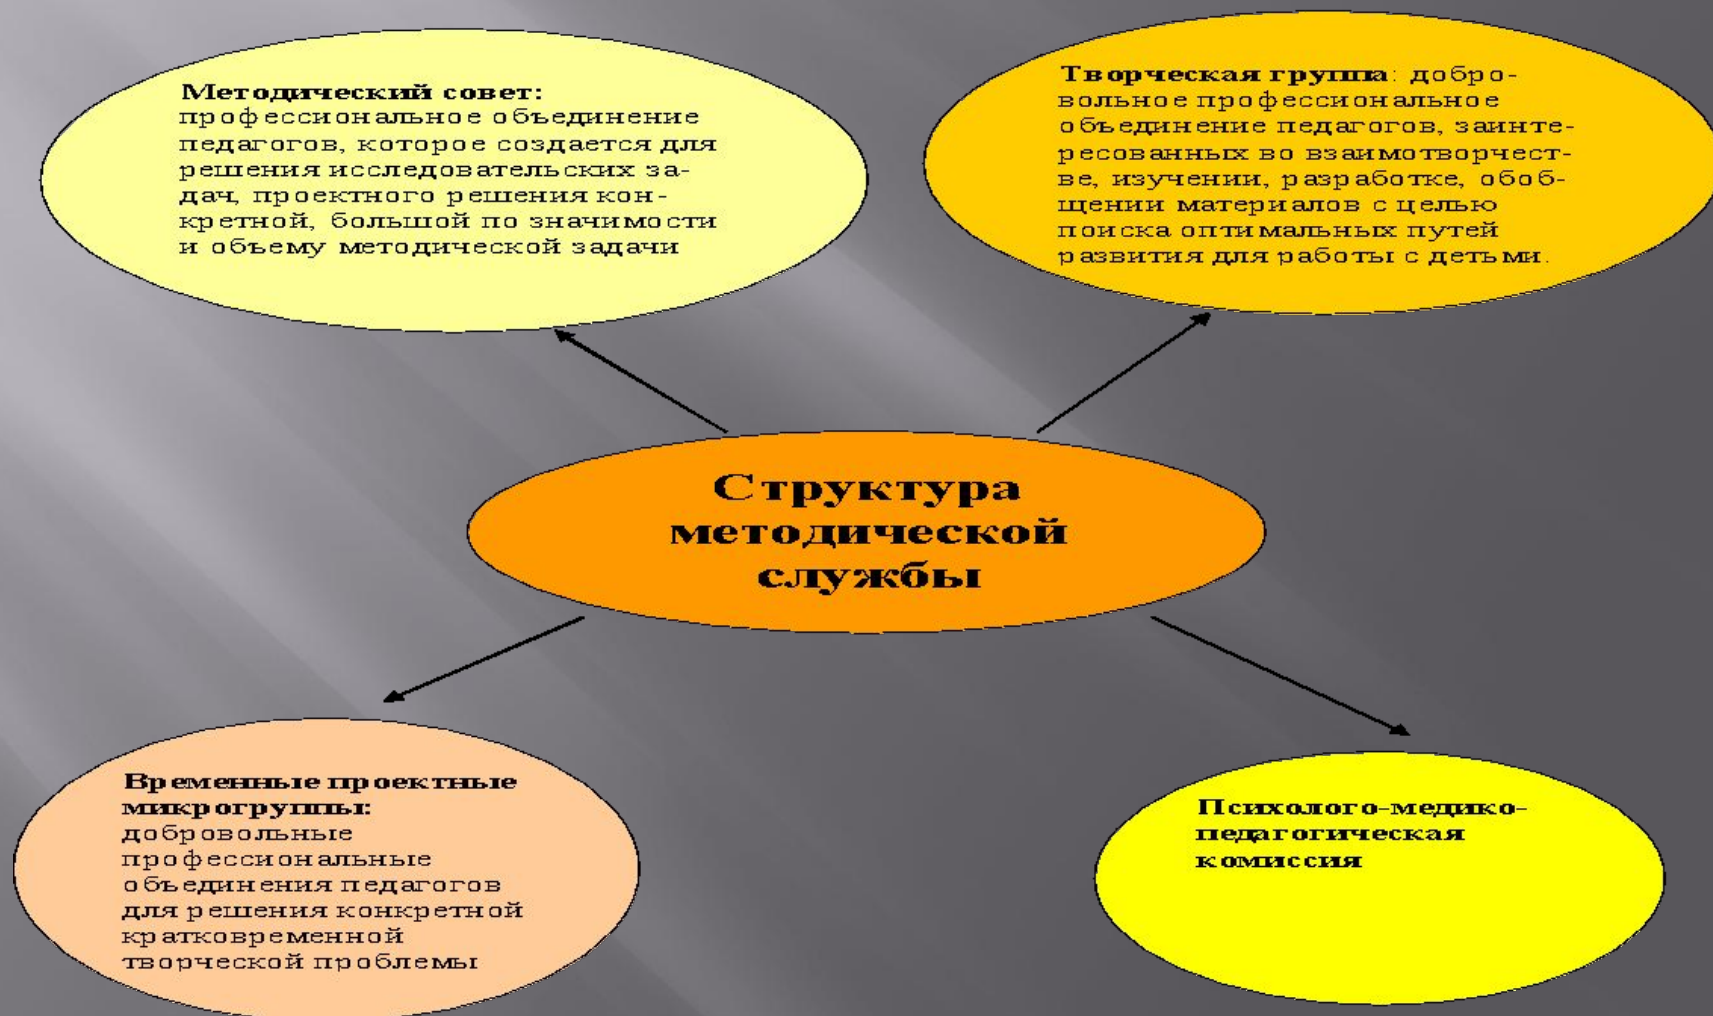 Методический совет:
профессиональное объединение
педагогов, которое создается для
решения исследовательских за-
дач, проектного решения кон-
кретной, большой по значимости
и объему методической задачи
Творческая группа: добро-
вольное профессиональное
объединение педагогов, заинте-
ресованных во взаимотворчест-
ве, изучении, разработке, обоб-
щении материалов с целью
поиска оптимальных путей
развития для работы с детьми.
Структура
методической
службы
Временные проектные
микрогруппы:
добровольные
профессиональные
объединения педагогов
для решения конкретной
кратковременной
творческой проблемы
Психолого-медико-
педагогическая
комиссия